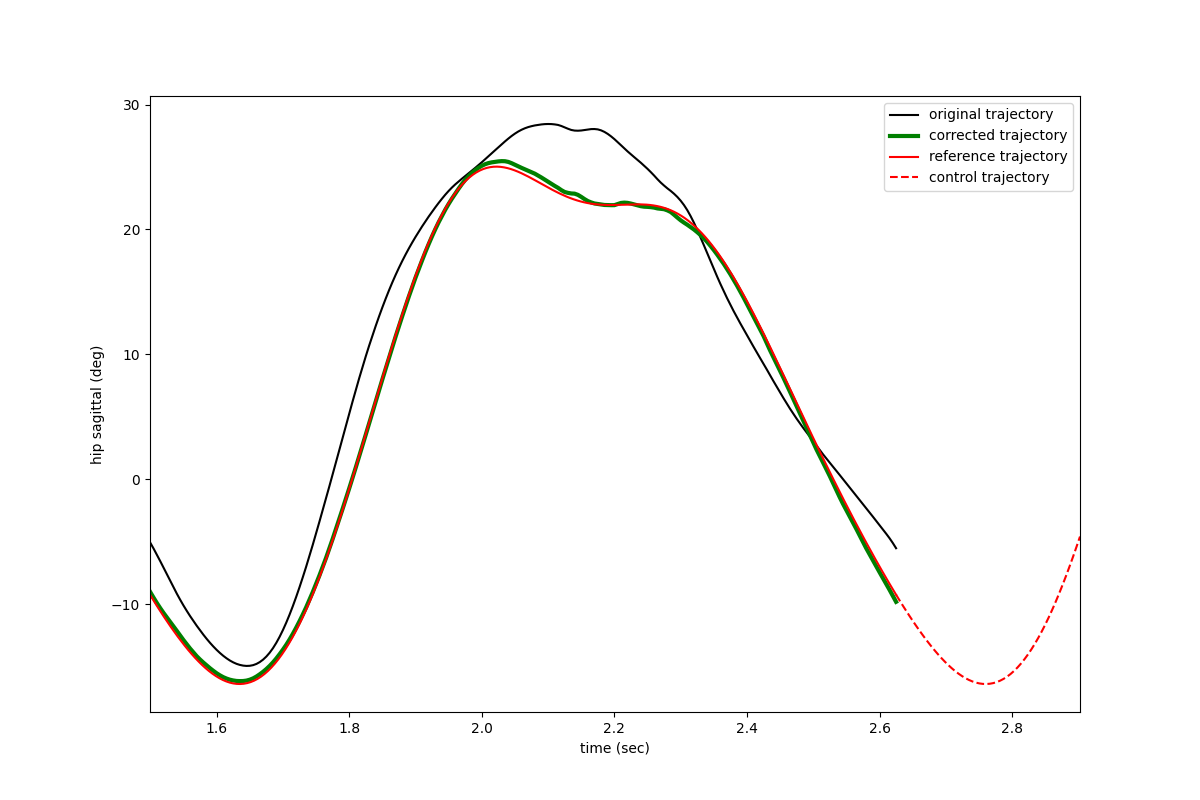 30
20
10
0
−10
hip sagittal (deg)
original trajectory
corrected trajectory
reference trajectory
control trajectory
1.6 1.8 2.0 2.2 2.4 2.6 2.8
time (sec)